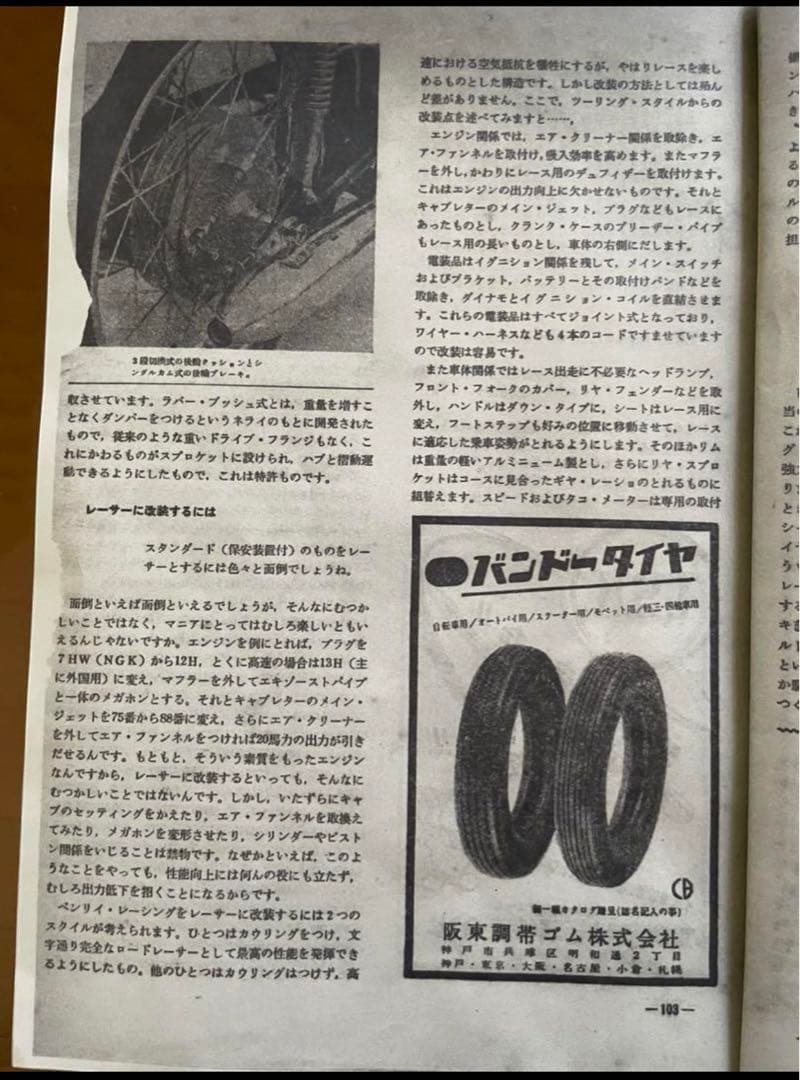 3段切換式の後輪クッションとシ
ングルカム式の後輪ブレーキ。
収させています。ラバー・ブッシュ式とは，重量を増すこ
となくダンパーをつけるというネライのもとに開発された
もので，従来のような重いドライブ・フランジもなく，こ
れにかわるものがスプロケットに設けられ，ハブと摺動運
動できるようにしたもので，これは特許ものです。
レーサーに改装するには
スタンダード（保安装置付）のものをレー
サーとするには色々と面倒でしょうね。
面倒といえば面倒といえるでしょうが，そんなにむつか
しいことではなく，マニアにとってはむしろ楽しいともい
えるんじゃないですか。エンジンを例にとれば，プラグを
7HW（NGK）から12H，とくに高速の場合は13H（主
に外国用）に変え，マフラーを外してエキゾーストパイプ
と一体のメガホンとする。それとキャブレターのメイン・
ジェットを75番から88番に変え，さらにエア・クリーナー
を外してエア・ファンネルをつければ20馬力の出力が引き
だせるんです。もともと，そういう素質をもったエンジン
なんですから，レーサーに改装するといっても，そんなに
むつかしいことではないんです。しかし，いたずらにキャ
ブのセッティングをかえたり，エア・ファンネルを取換え
てみたり，メガホンを変形させたり，シリンダーやピスト
ン関係をいじることは禁物です。なぜかといえば，このよ
うなことをやっても，性能向上には何んの役にも立たず，
むしろ出力低下を招くことになるからです。
ベンリイ・レーシングをレーサーに改装するには2つの
スタイルが考えられます。ひとつはカウリングをつけ，文
字通り完全なロードレーサーとして最高の性能を発揮でき
るようにしたもの。他のひとつはカウリングはつけず，高
速における空気抵抗を犠牲にするが，やはりレースを楽し
めるものとした構造です。しかし改装の方法としては殆ん
ど差がありません。ここで，ツーリング・スタイルからの
改装点を述べてみますと……，
エンジン関係では，エア・クリーナー関係を取除き，エ
ア・ファンネルを取付け，吸入効率を高めます。またマフラ
ーを外し，かわりにレース用のデュフィザーを取付けます。
これはエンジンの出力向上に欠かせないものです。それと
キャブレターのメイン・ジェット，プラグなどもレースに
あったものとし，クランク・ケースのブリーザー・パイプ
もレース用の長いものとし，車体の右側にだします。
電装品はイグニション関係を残して，メイン・スイッチ
およびブラケット，バッテリーとその取付けバンドなどを
取除き，ダイナモとイグニション・コイルを直結させま
す。これらの電装品はすべてジョイント式となっており，
ワイヤー・ハーネスなども4本のコードですませています
ので改装は容易です。
また車体関係ではレース出走に不必要なヘッドランプ，
フロント・フォークのカバー，リヤ・フェンダーなどを取
外し，ハンドルはダウン・タイプに，シートはレース用に
変え，フートステップも好みの位置に移動させて，レース
に適応した乗車姿勢がとれるようにします。そのほかリム
は重量の軽いアルミニューム製とし，さらにリヤ・スプロ
ケットはコースに見合ったギヤ・レーショのとれるものに
組替えます。スピードおよびタコ・メーターは専用の取付
バンドータイヤ
自転車用/オートバイ用/スクーター用/モペット用/軽三・四輪車用
CB
カタログ贈呈(誌名記入の事)
阪東調帯ゴム株式会社
神戸市兵庫区明和通2丁目
神戸・東京・大阪・名古屋・小倉・札幌
—103—